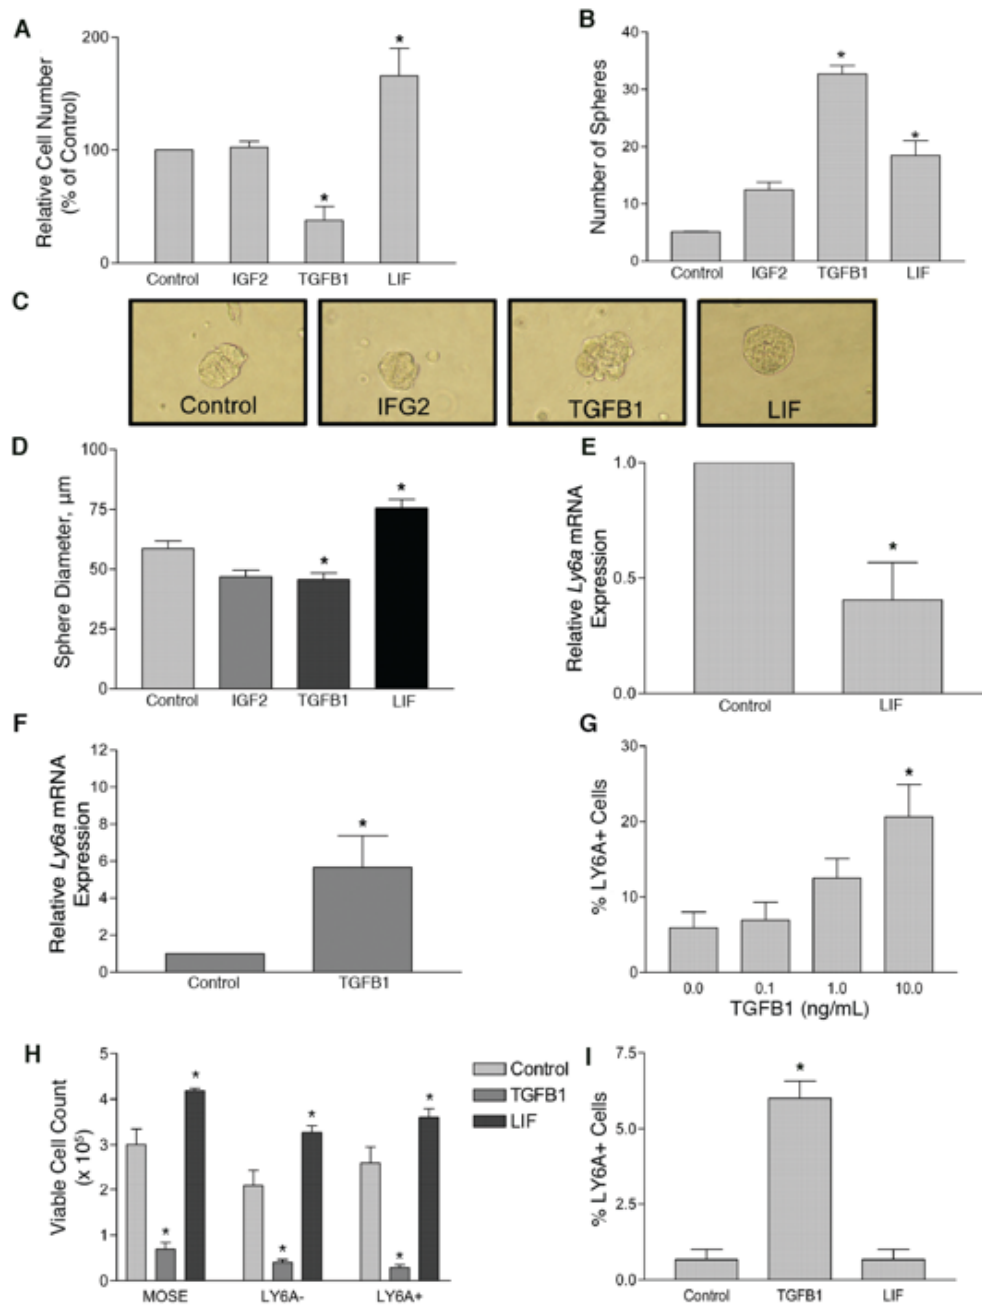 A
Relative Cell Number
(% of Control)
200
*
100
*
0
Control IGF2 TGFB1 LIF
B
Number of Spheres
40
*
30
20
*
10
0
Control IGF2 TGFB1 LIF
C
Control IFG2 TGFB1 LIF
D
Sphere Diameter, µm
100
*
75
*
50
25
0
Control IGF2 TGFB1 LIF
E
Relative Ly6a mRNA
Expression
1.0
*
0.5
0.0
Control LIF
F
Relative Ly6a mRNA
Expression
12
10
8
*
6
4
2
0
Control TGFB1
G
% LY6A+ Cells
30
*
20
10
0
0.0 0.1 1.0 10.0
TGFB1 (ng/mL)
H
Viable Cell Count
(x 10⁵)
5
* * *
4
3
2
1
* * *
0
MOSE LY6A- LY6A+
Control
TGFB1
LIF
I
% LY6A+ Cells
7.5
*
5.0
2.5
0.0
Control TGFB1 LIF